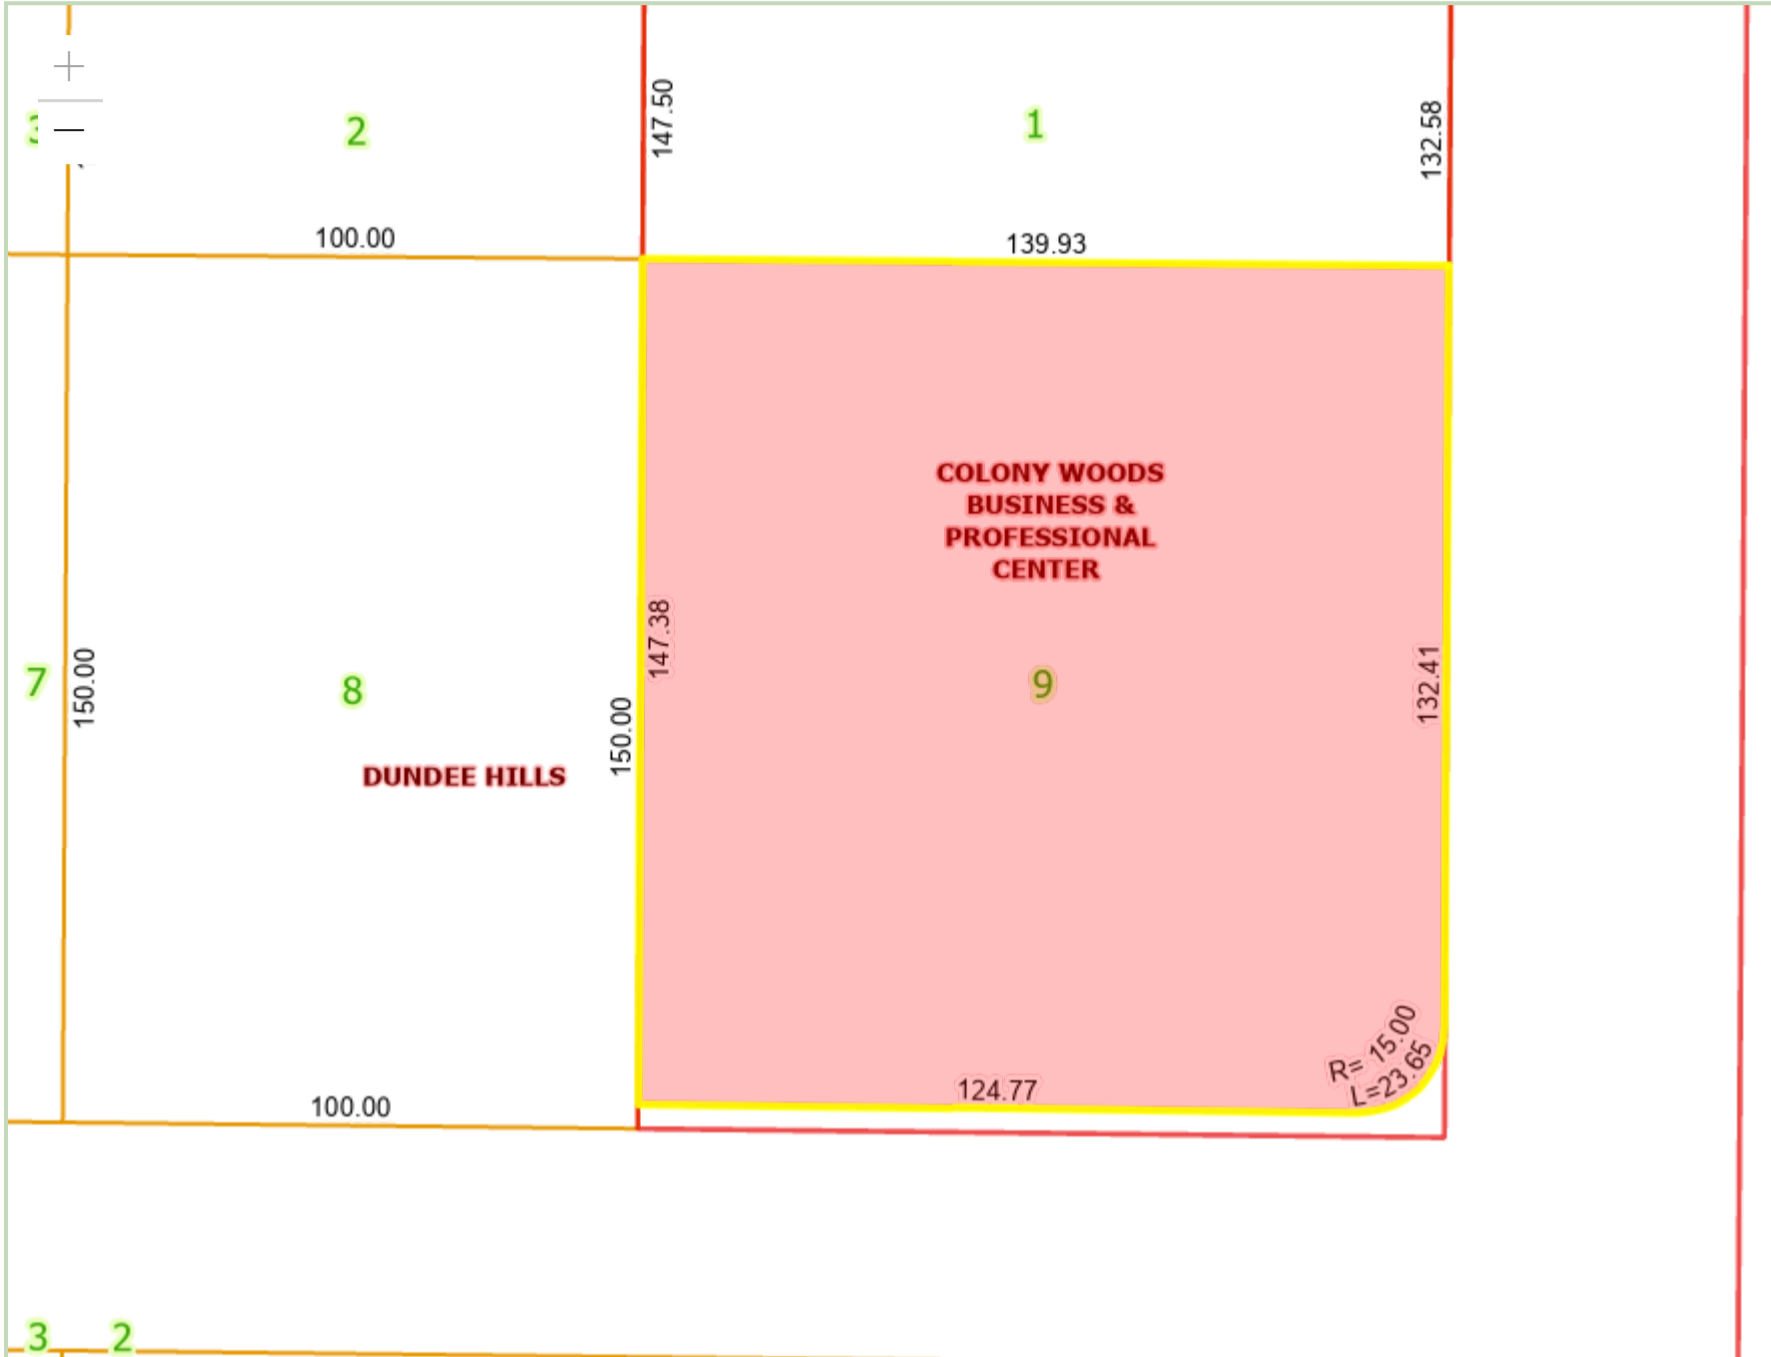 3
2
147.50
1
132.58
100.00
139.93
COLONY WOODS
BUSINESS &
PROFESSIONAL
CENTER
147.38
132.41
7
150.00
8
150.00
9
DUNDEE HILLS
R= 15.00
L=23.65
124.77
100.00
3
2